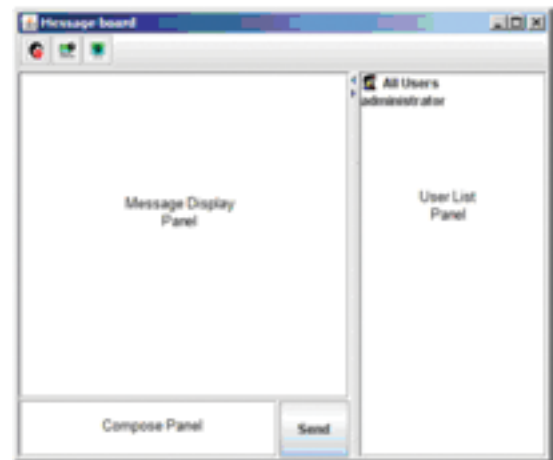 Message board
All Users
administrator
Message Display
Panel
User List
Panel
Compose Panel
Send